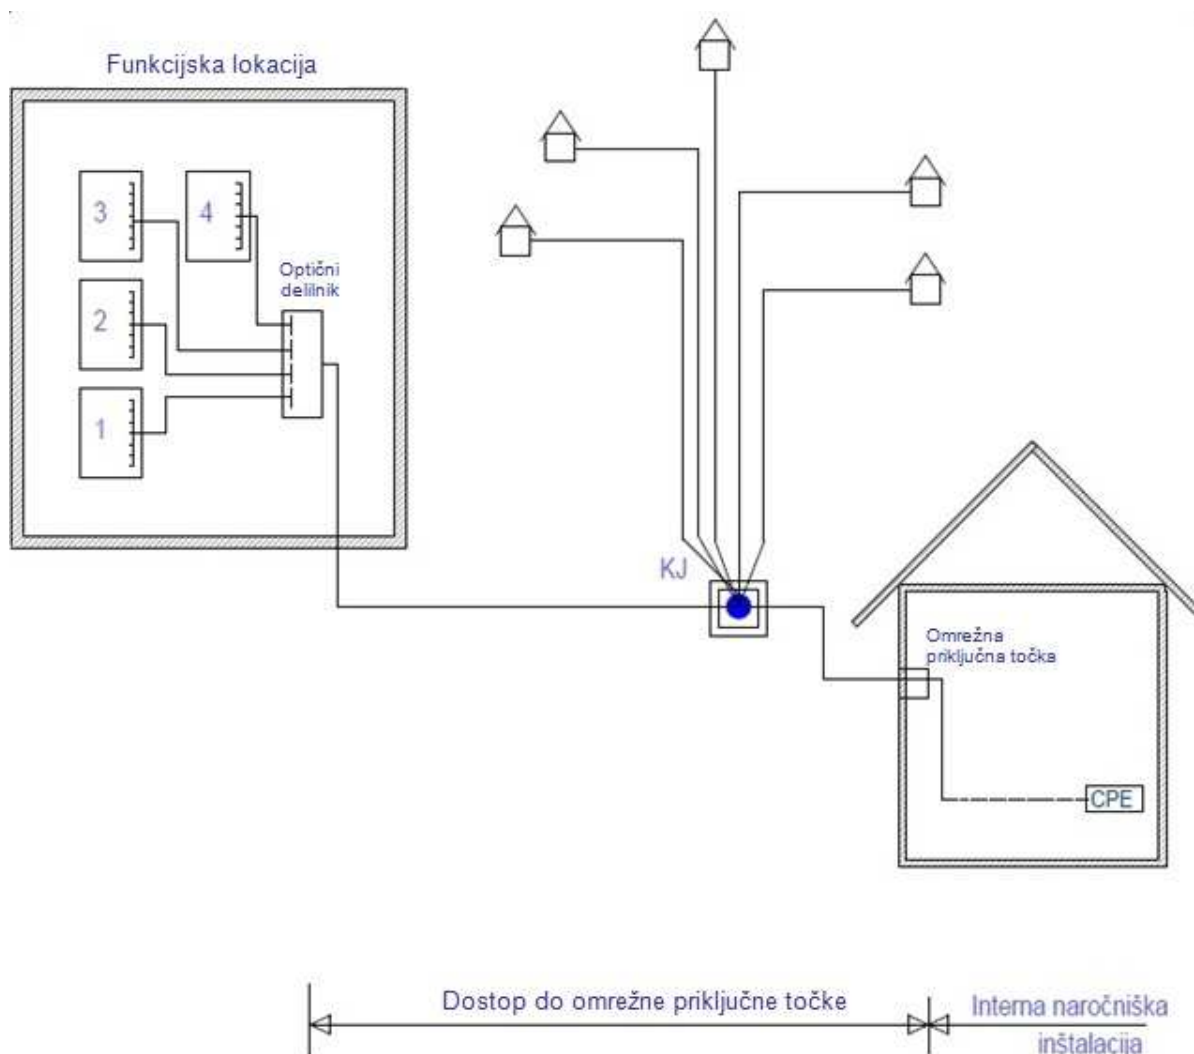 Funkcijska lokacija
3
4
Optični
delilnik
2
1
KJ
Omrežna
priključna točka
CPE
Dostop do omrežne priključne točke
Interna naročniška
inštalacija